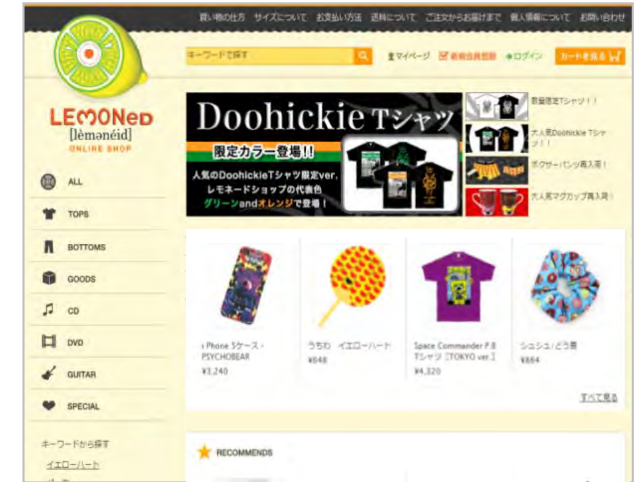 買い物の仕方 サイズについて お支払い方法 送料について ご注文からお届けまで 個人情報について お問い合わせ
キーワードで探す
マイページ 新規会員登録 ログイン カートを見る
LEMONeD
[lèmənéid]
ONLINE SHOP
ALL
TOPS
BOTTOMS
GOODS
CD
DVD
GUITAR
SPECIAL
キーワードから探す
イエローハート
Doohickie Tシャツ
限定カラー登場!!
人気のDoohickieTシャツ限定ver.
レモネードショップの代表色
グリーンandオレンジで登場!
数量限定Tシャツ!!
大人気Doohickie Tシャツ!!
ボクサーパンツ再入荷!
大人気マグカップ再入荷!
i Phone 5ケース・
PSYCHOBEAR
¥3,240
うちわ イエローハート
¥848
Space Commander P.B
Tシャツ [TOKYO ver.]
¥4,320
シュシュ/どう書
¥864
すべて見る
RECOMMENDS